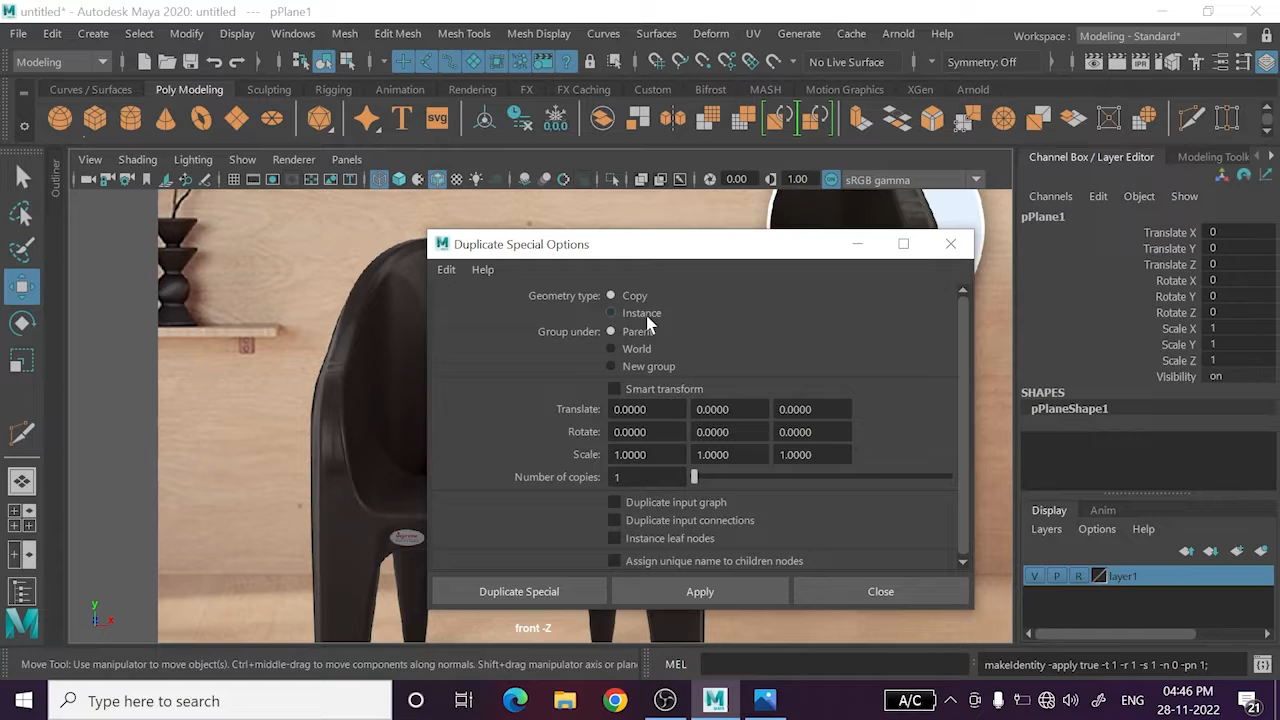 untitled* - Autodesk Maya 2020: untitled --- pPlane1
File Edit Create Select Modify Display Windows Mesh Edit Mesh Mesh Tools Mesh Display Curves Surfaces Deform UV Generate Cache Arnold Help Workspace: Modeling - Standard*
Modeling No Live Surface Symmetry: Off
Curves / Surfaces Poly Modeling Sculpting Rigging Animation Rendering FX FX Caching Custom Bifrost MASH Motion Graphics XGen Arnold
T svg 0,0,0
View Shading Lighting Show Renderer Panels
Channel Box / Layer Editor Modeling Toolk
0.00 1.00 sRGB gamma
Outliner
Channels Edit Object Show
pPlane1
Translate X 0
Translate Y 0
Translate Z 0
Rotate X 0
Rotate Y 0
Rotate Z 0
Scale X 1
Scale Y 1
Scale Z 1
Visibility on
SHAPES
pPlaneShape1
Display Anim
Layers Options Help
V P R layer1
Duplicate Special Options
Edit Help
Geometry type: Copy
Instance
Group under: Parent
World
New group
Smart transform
Translate: 0.0000 0.0000 0.0000
Rotate: 0.0000 0.0000 0.0000
Scale: 1.0000 1.0000 1.0000
Number of copies: 1
Duplicate input graph
Duplicate input connections
Instance leaf nodes
Assign unique name to children nodes
Duplicate Special Apply Close
y
x
front -Z
Move Tool: Use manipulator to move object(s). Ctrl+middle-drag to move components along normals. Shift+drag manipulator axis or plane
MEL
makeIdentity -apply true -t 1 -r 1 -s 1 -n 0 -pn 1;
Type here to search
A/C
ENG
04:46 PM
28-11-2022
21